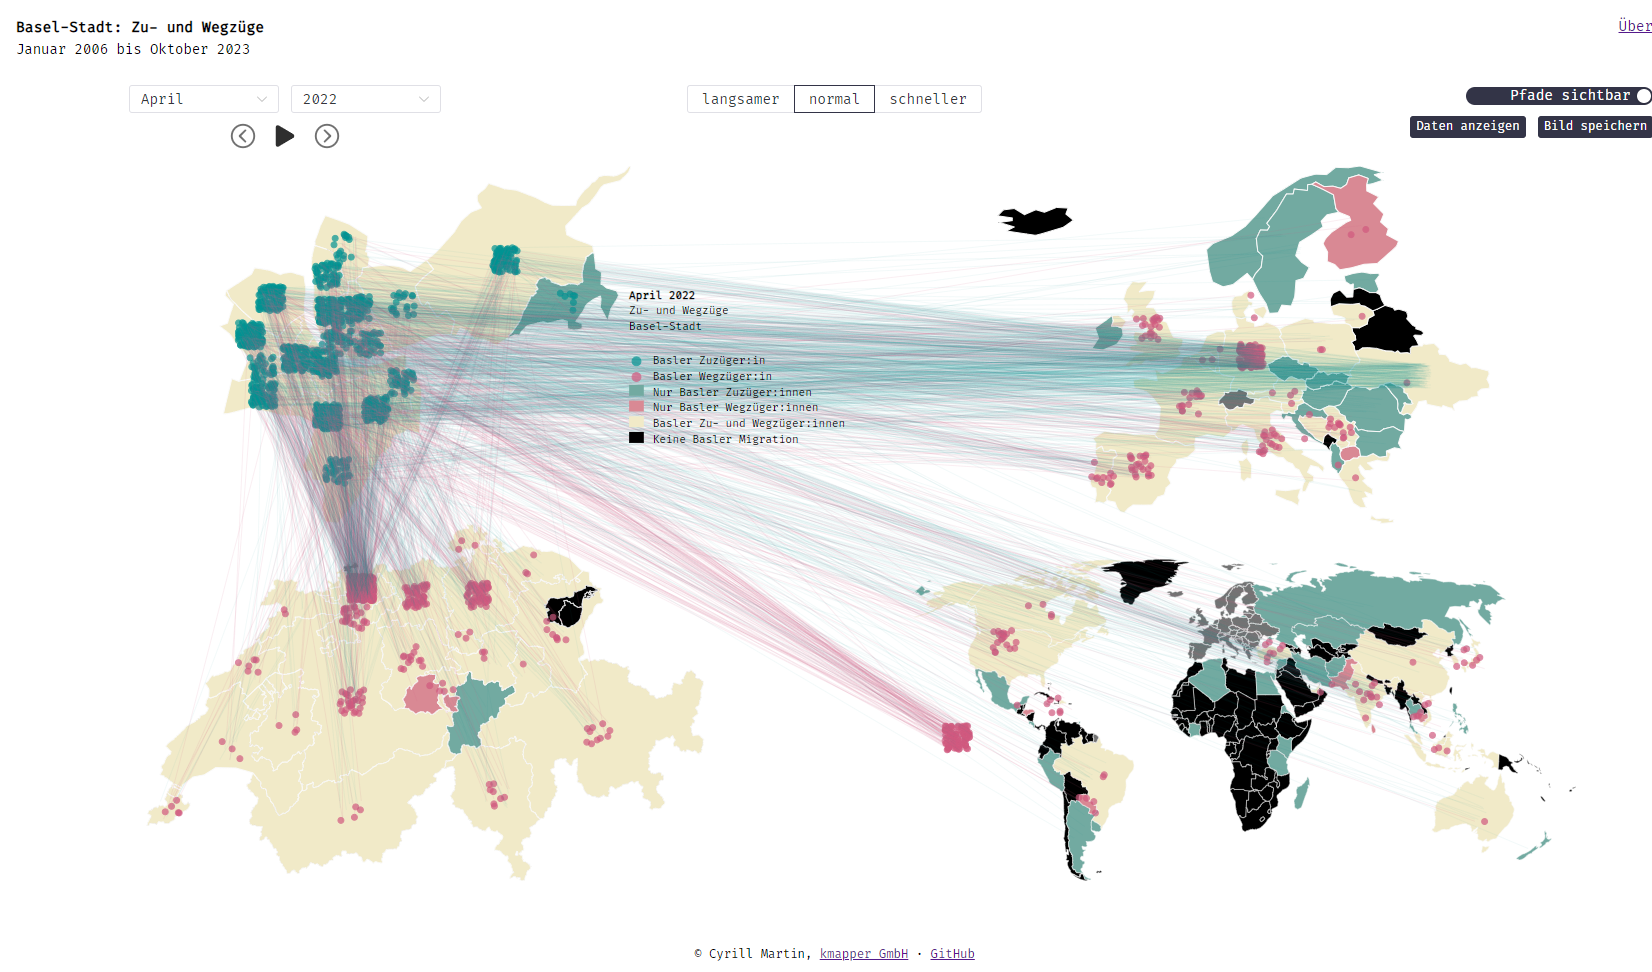 Basel-Stadt: Zu- und Wegzüge
Über
Januar 2006 bis Oktober 2023
April
2022
langsamer
normal
schneller
Pfade sichtbar
Daten anzeigen
Bild speichern
April 2022
Zu- und Wegzüge
Basel-Stadt
Basler Zuzüger:in
Basler Wegzüger:in
Nur Basler Zuzüger:innen
Nur Basler Wegzüger:innen
Basler Zu- und Wegzüger:innen
Keine Basler Migration
© Cyrill Martin, kmapper GmbH · GitHub